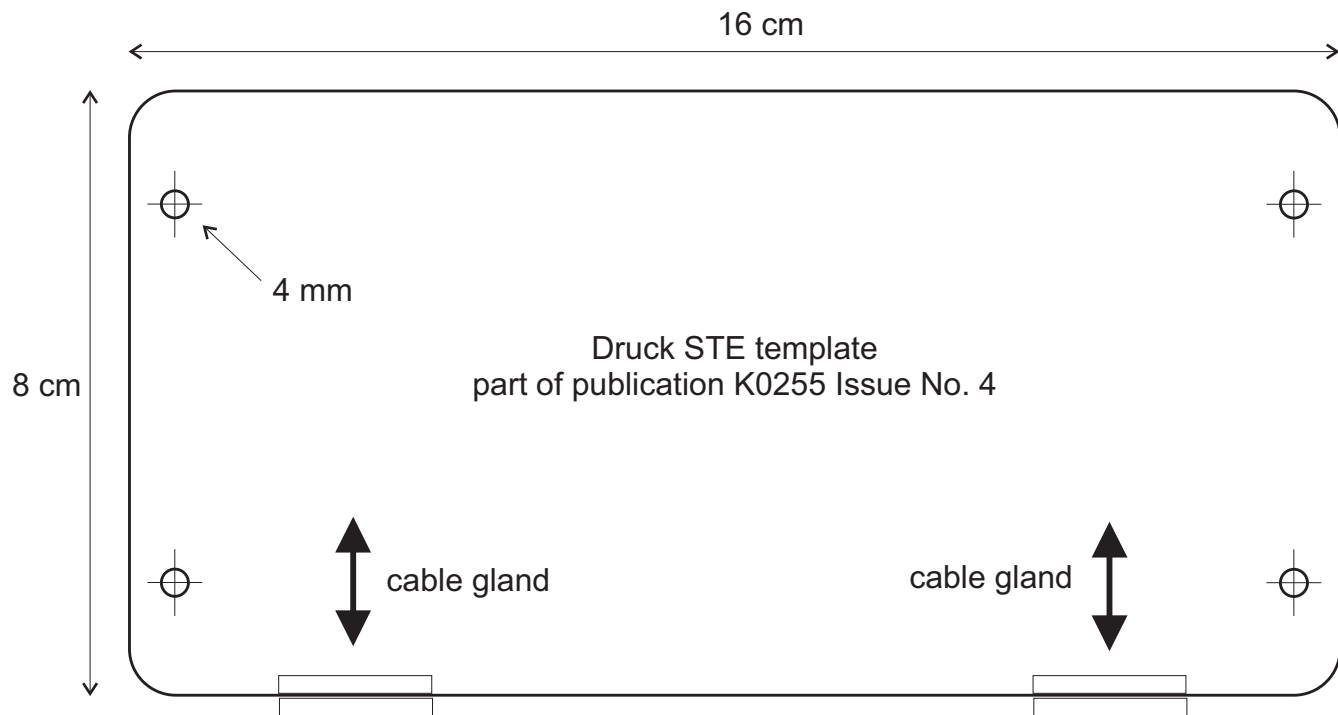 16 cm
4 mm
Druck STE template
8 cm
part of publication K0255 Issue No. 4
cable gland
cable gland